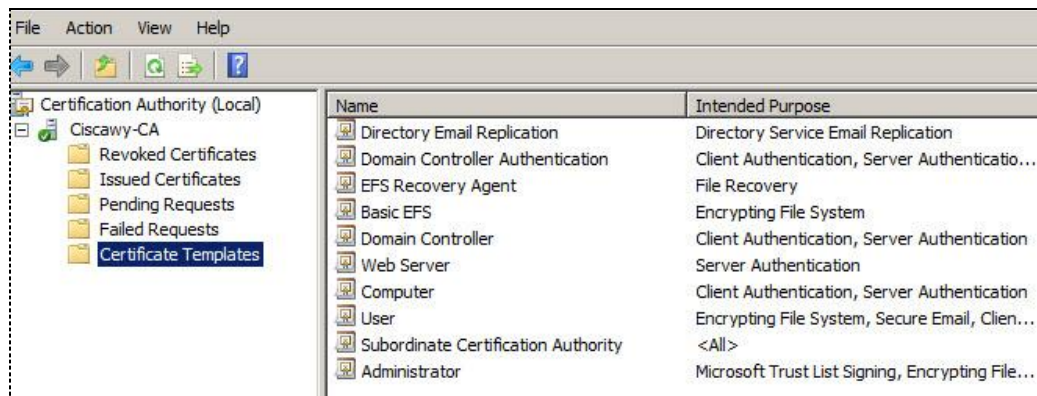 File Action View Help
Certification Authority (Local)
Ciscawy-CA
Revoked Certificates
Issued Certificates
Pending Requests
Failed Requests
Certificate Templates
Name Intended Purpose
Directory Email Replication Directory Service Email Replication
Domain Controller Authentication Client Authentication, Server Authenticatio...
EFS Recovery Agent File Recovery
Basic EFS Encrypting File System
Domain Controller Client Authentication, Server Authentication
Web Server Server Authentication
Computer Client Authentication, Server Authentication
User Encrypting File System, Secure Email, Clien...
Subordinate Certification Authority <All>
Administrator Microsoft Trust List Signing, Encrypting File...